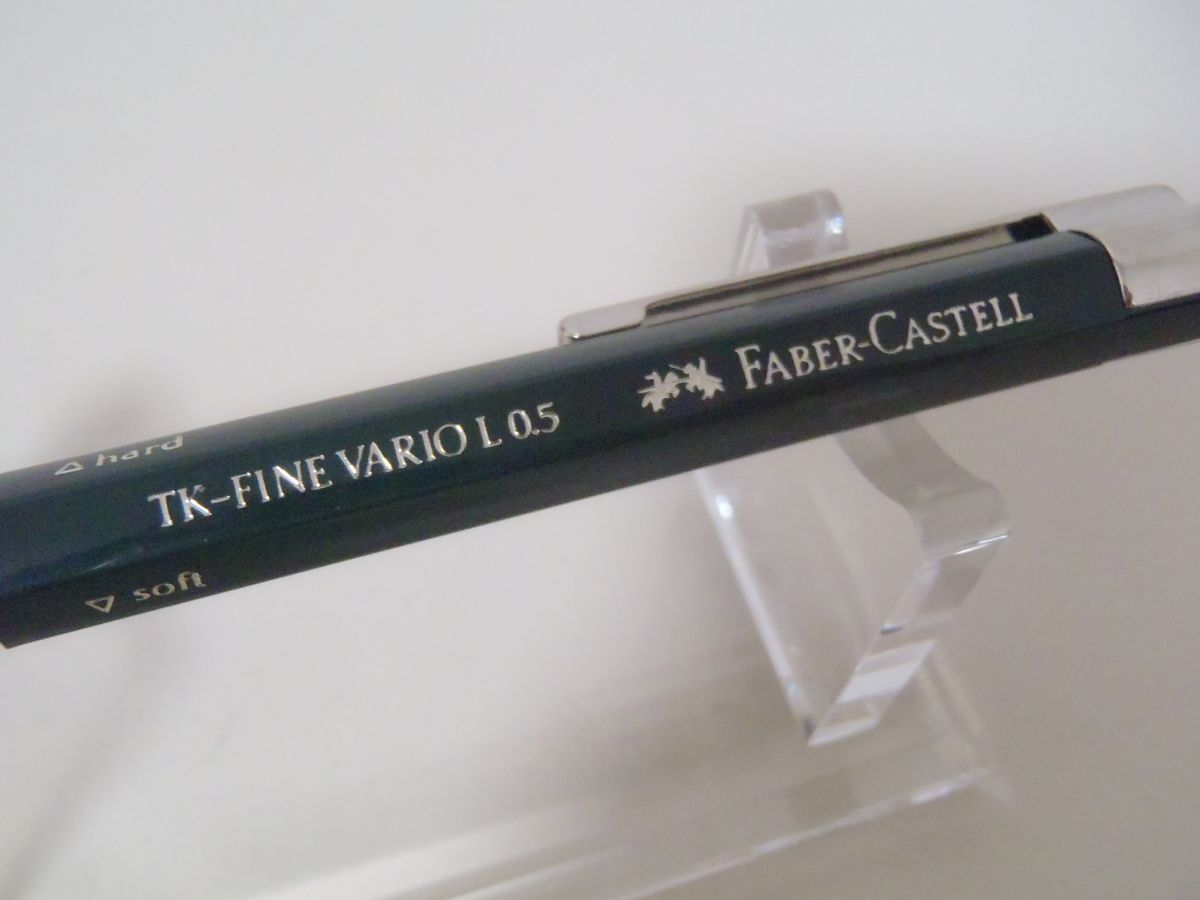 △ hard
TK-FINE VARIO L 0.5
FABER-CASTELL
▽ soft